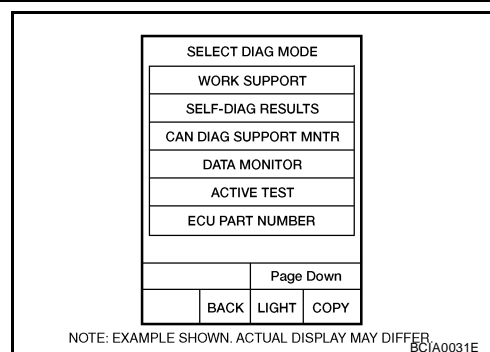 SELECT DIAG MODE
WORK SUPPORT
SELF-DIAG RESULTS
CAN DIAG SUPPORT MNTR
DATA MONITOR
ACTIVE TEST
ECU PART NUMBER
Page Down
BACK LIGHT COPY
NOTE: EXAMPLE SHOWN. ACTUAL DISPLAY MAY DIFFER.
BCIA0031E